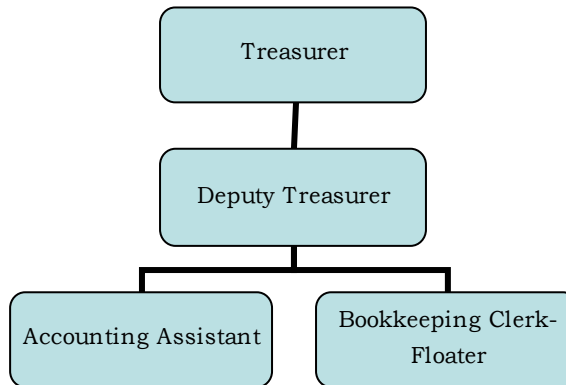 Treasurer
Deputy Treasurer
Accounting Assistant
Bookkeeping Clerk-
Floater